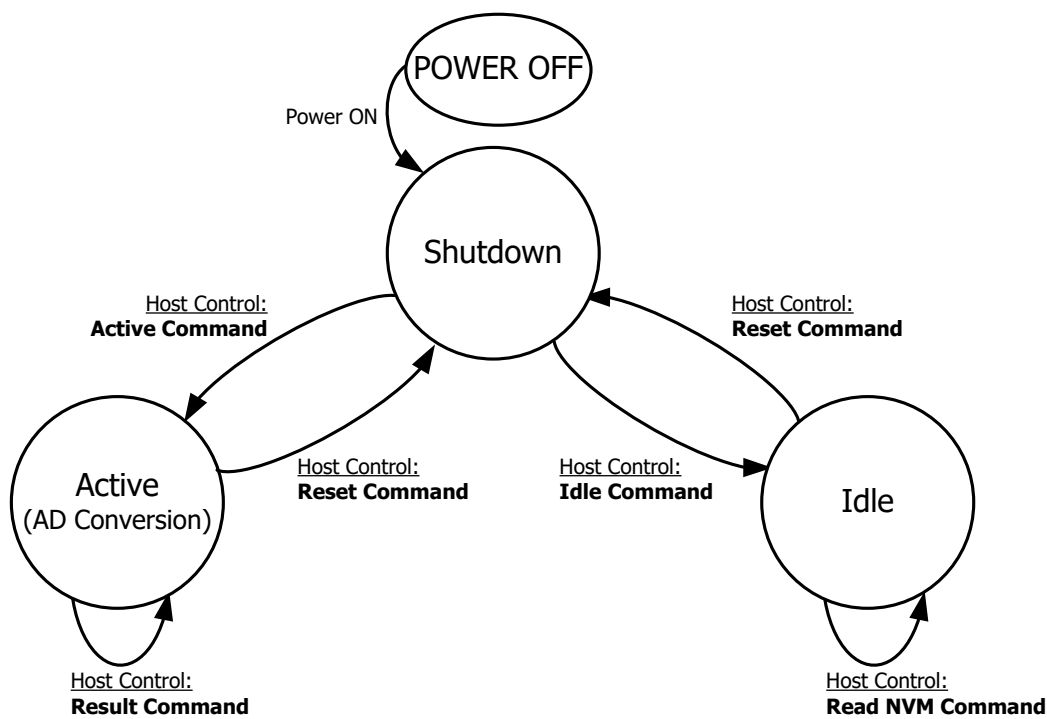 POWER OFF
Power ON
Shutdown
Host Control:
Active Command
Host Control:
Reset Command
Host Control:
Reset Command
Host Control:
Idle Command
Active
(AD Conversion)
Idle
Host Control:
Result Command
Host Control:
Read NVM Command